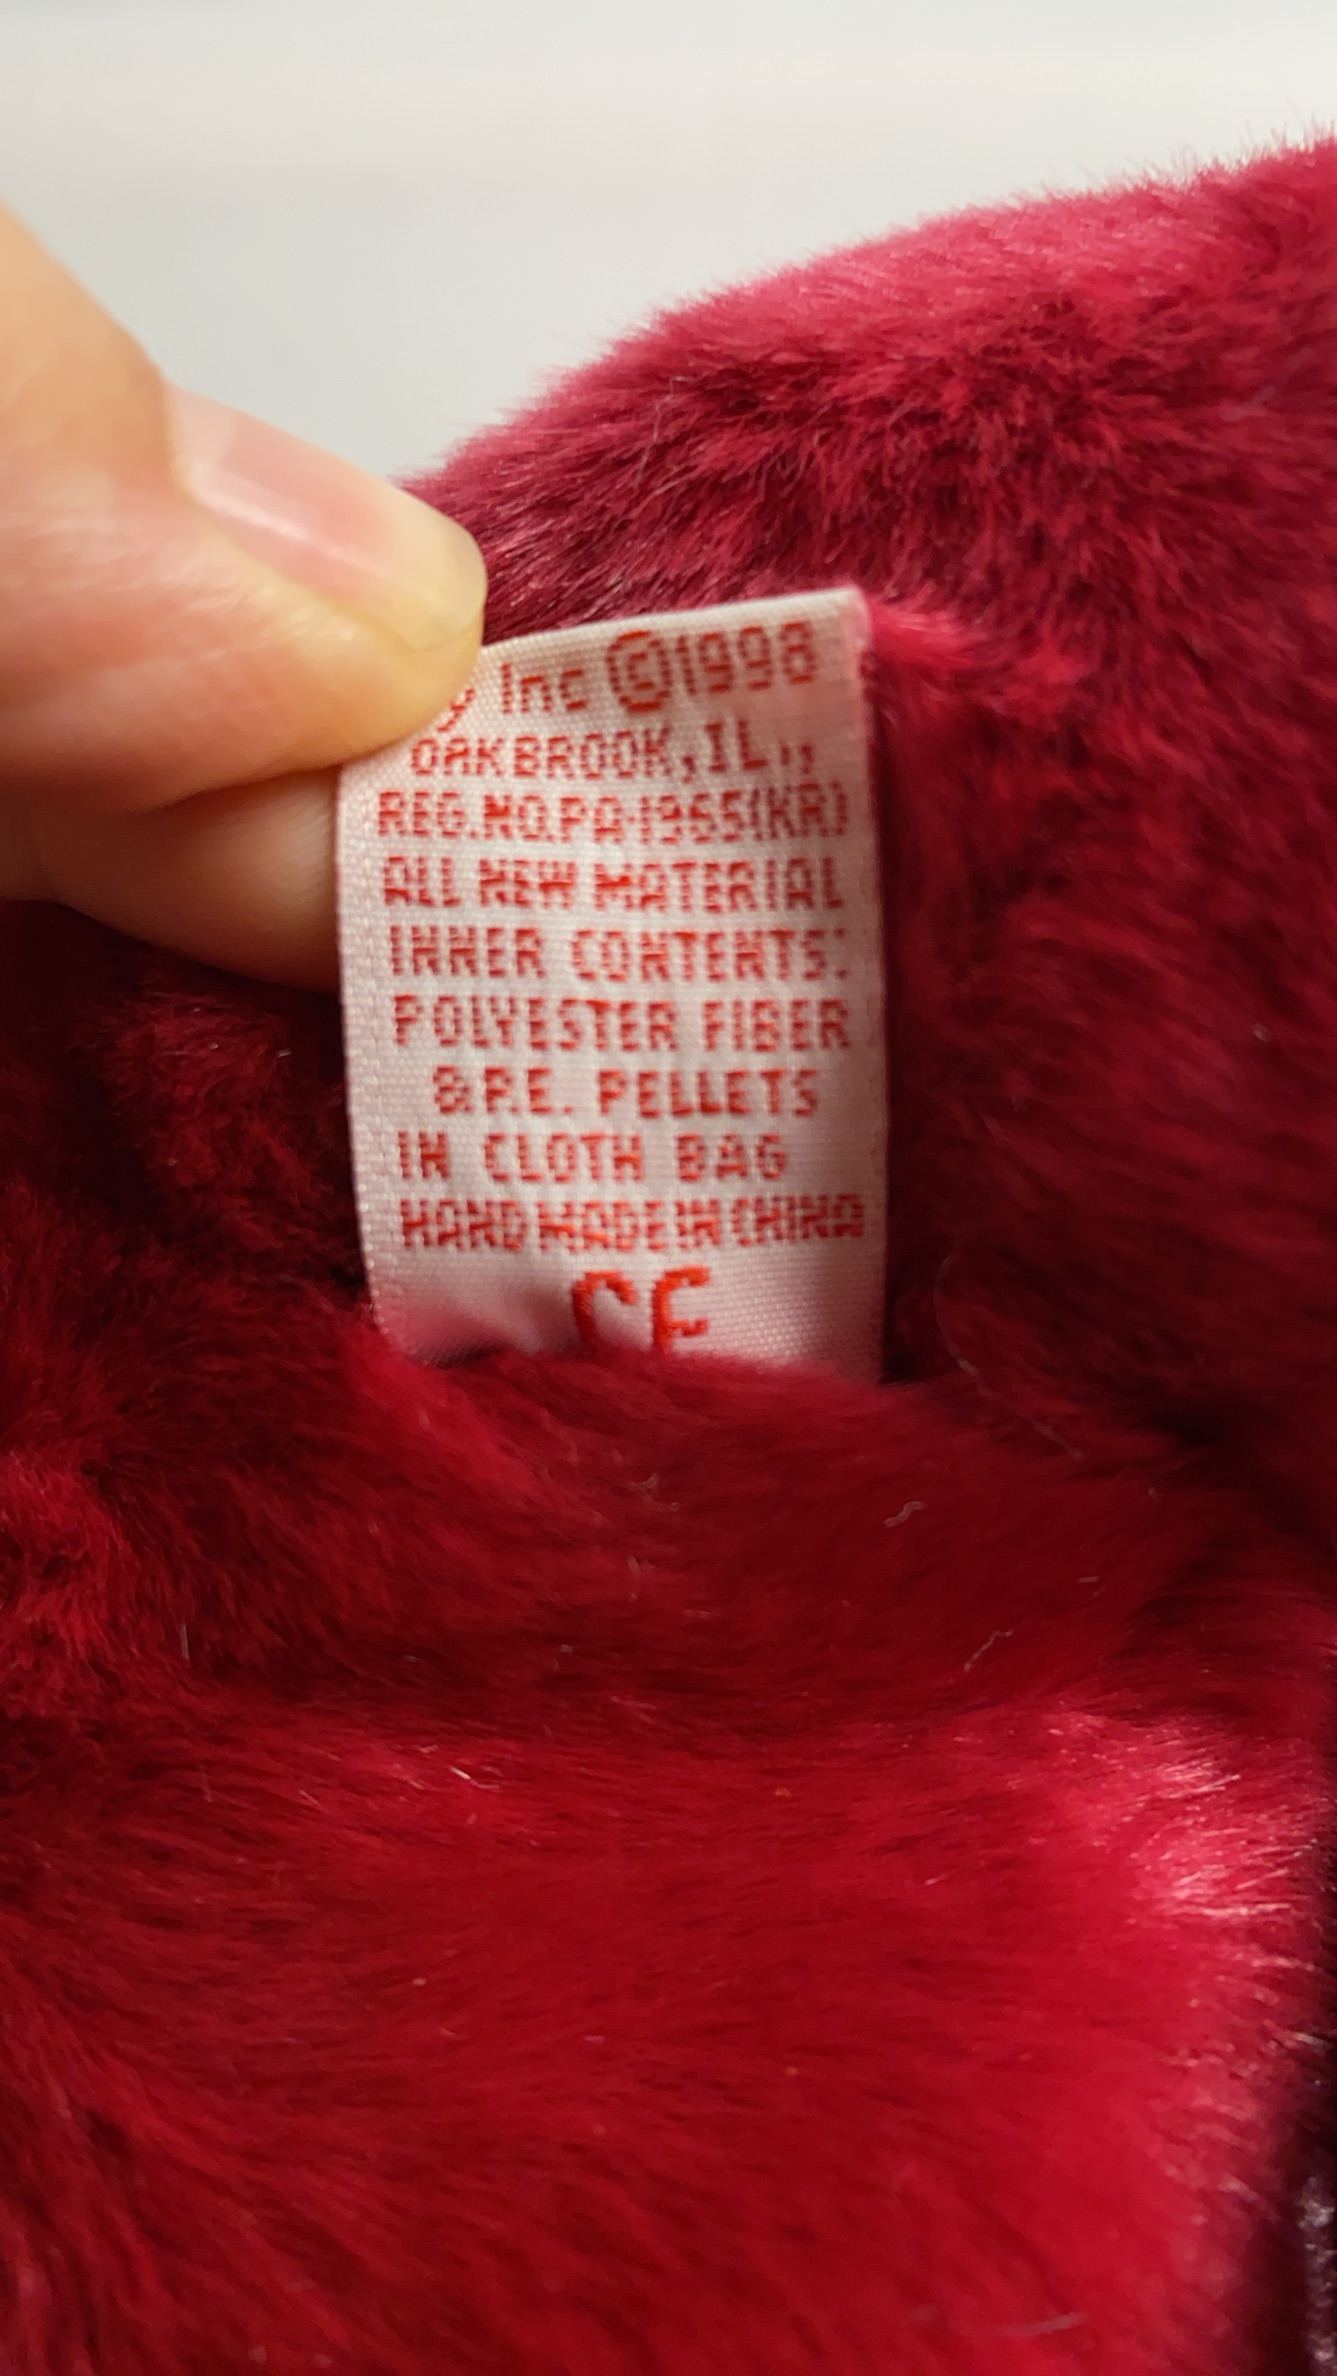 y Inc ©1998
OAKBROOK,IL,,
REG.NO.PA-1965(KR)
ALL NEW MATERIAL
INNER CONTENTS:
POLYESTER FIBER
&P.E. PELLETS
IN CLOTH BAG
HAND MADE IN CHINA
CE